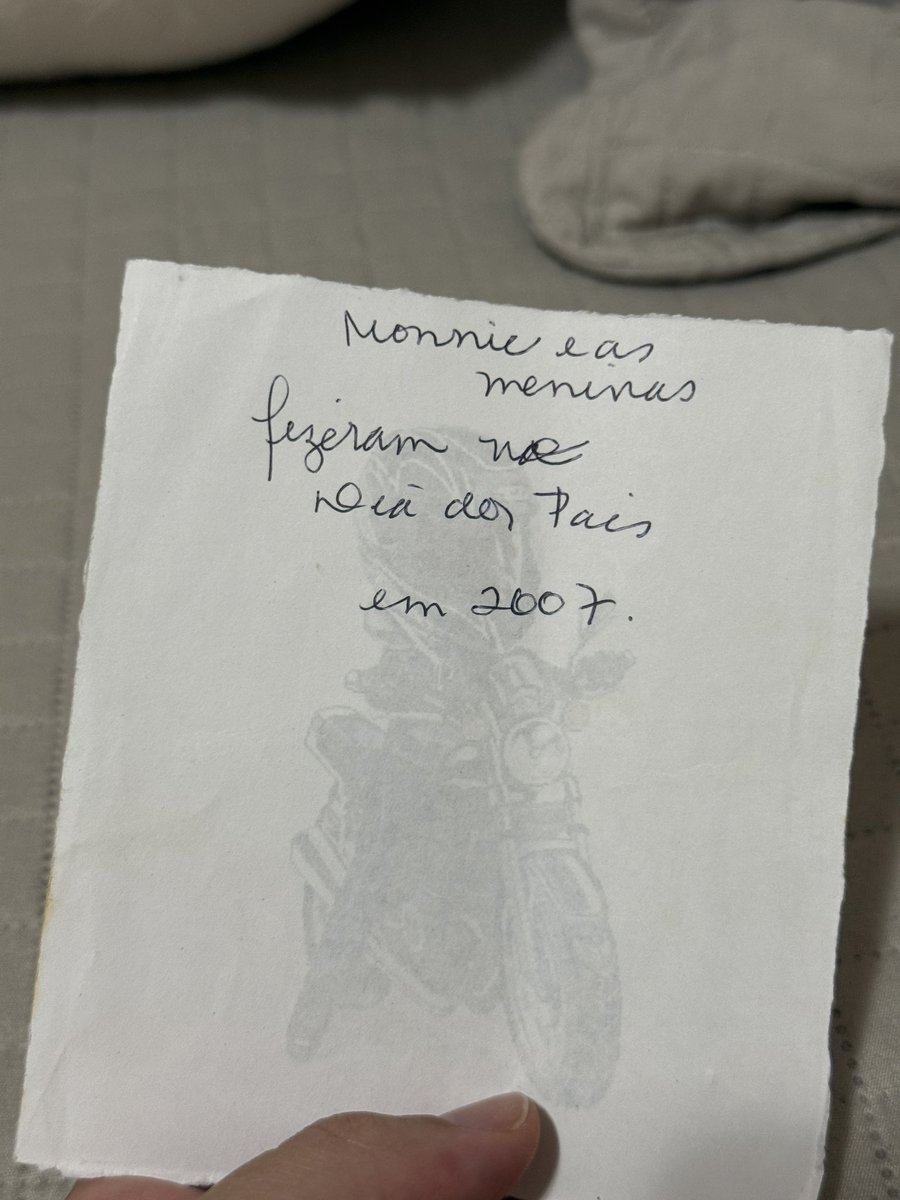 Monnie e as
meninas
fizeram no
Dia dos Pais
em 2007.